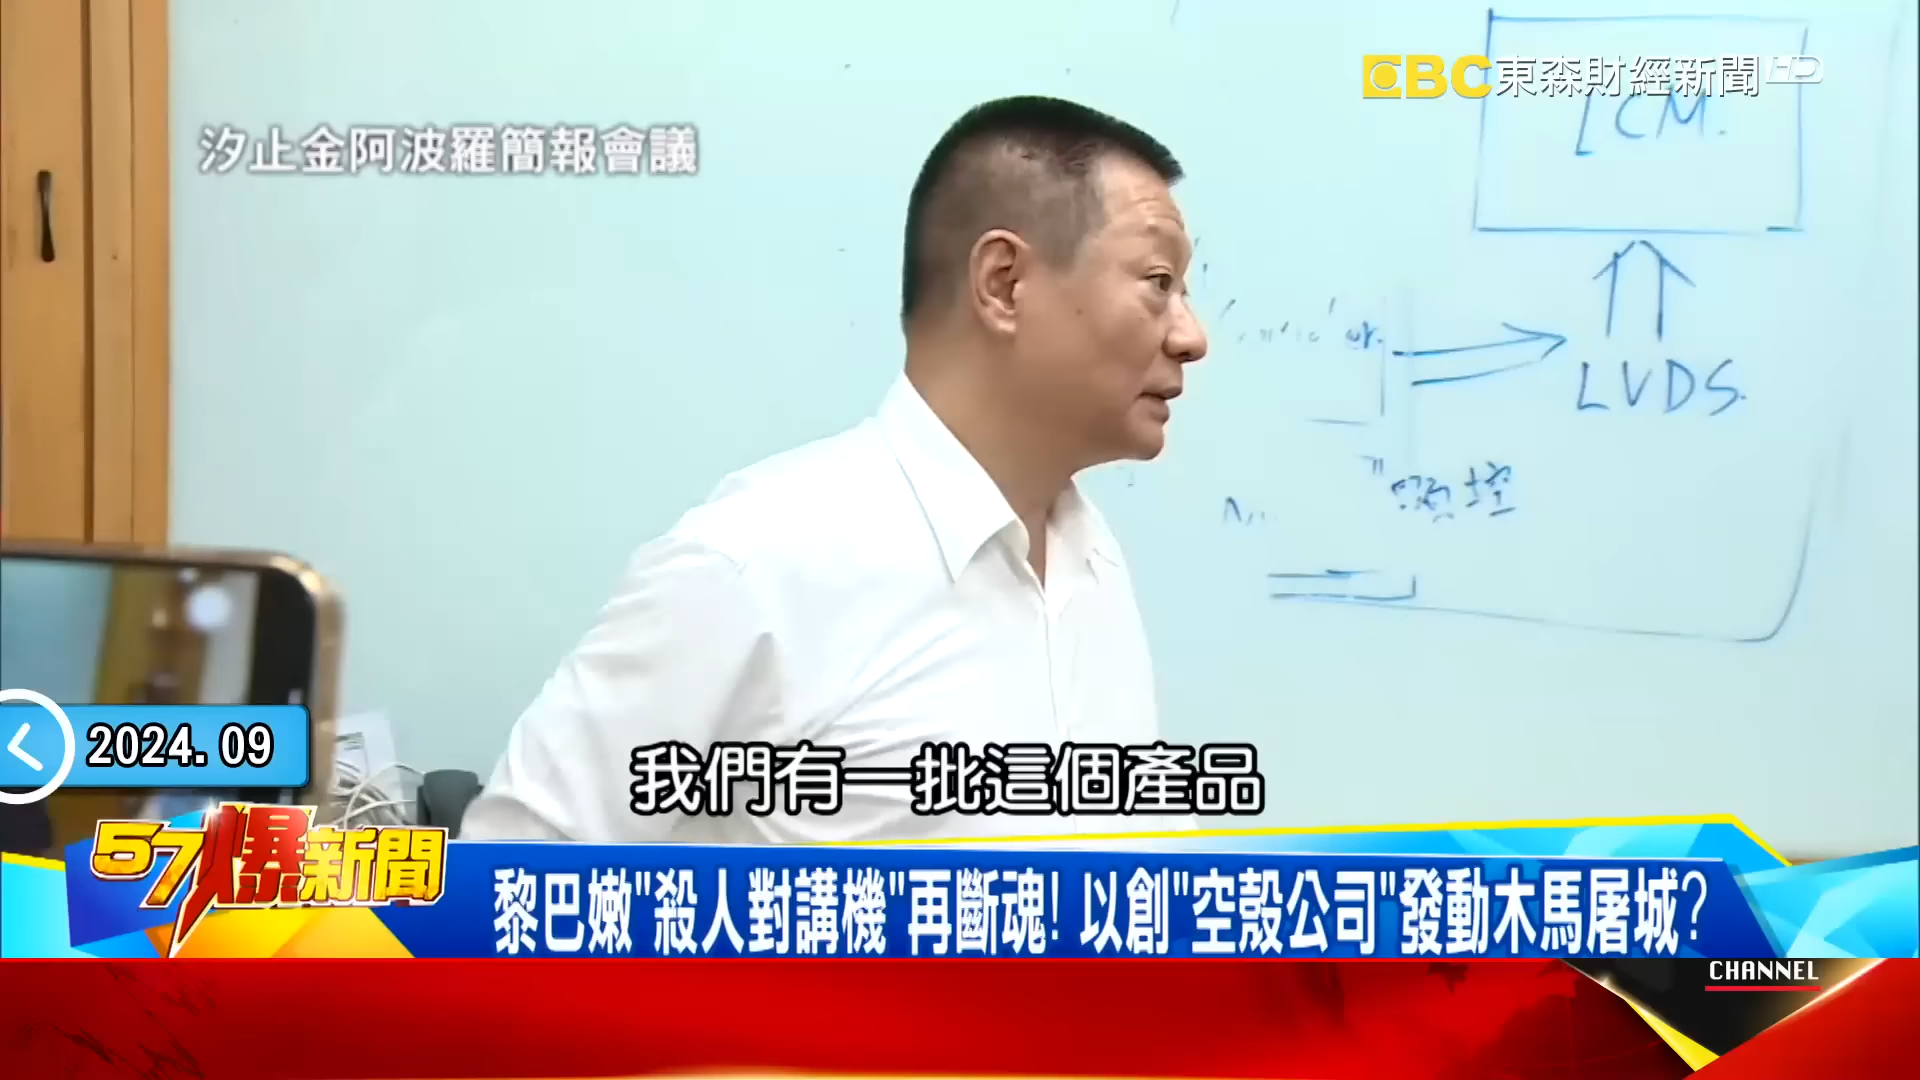 EBC東森財經新聞HD
LCM.
汐止金阿波羅簡報會議
LVDS.
2024.09
我們有一批這個產品
57爆新聞
黎巴嫩"殺人對講機"再斷魂! 以創"空殼公司"發動木馬屠城?
CHANNEL